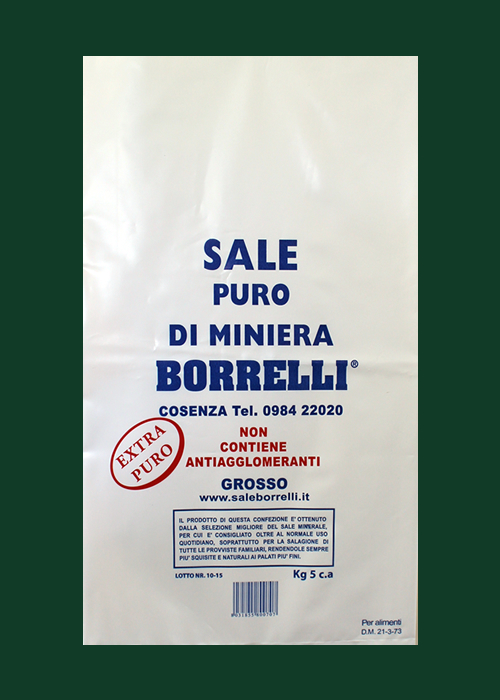 SALE
PURO
DI MINIERA
BORRELLI®
COSENZA Tel. 0984 22020
NON
CONTIENE
ANTIAGGLOMERANTI
EXTRA
PURO
GROSSO
www.saleborrelli.it
IL PRODOTTO DI QUESTA CONFEZIONE E' OTTENUTO
DALLA SELEZIONE MIGLIORE DEL SALE MINERALE,
PER CUI E' CONSIGLIATO OLTRE AL NORMALE USO
QUOTIDIANO, SOPRATTUTTO PER LA SALAGIONE DI
TUTTE LE PROVVISTE FAMILIARI, RENDENDOLE SEMPRE
PIU' SQUISITE E NATURALI AI PALATI PIU' FINI.
LOTTO NR. 10-15
Kg 5 c.a
Per alimenti
D.M. 21-3-73